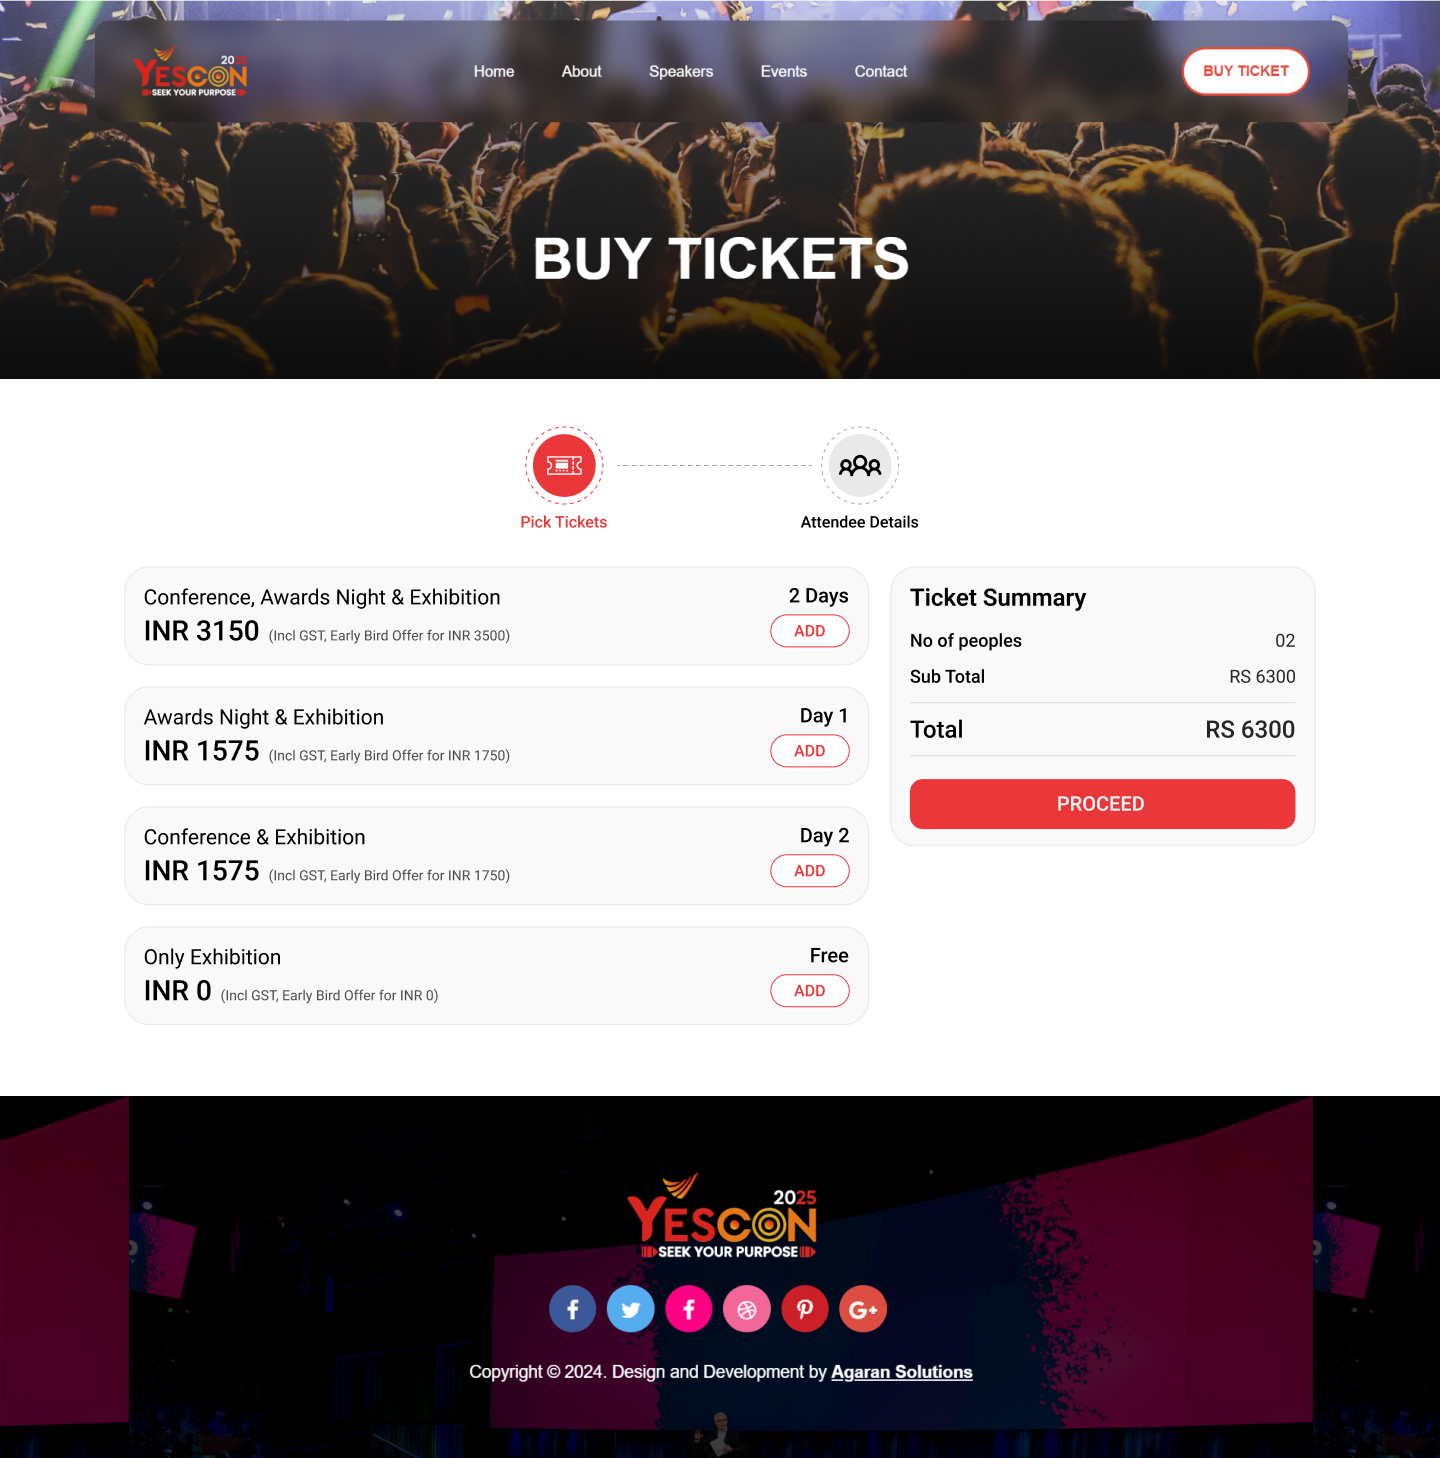 YESCON
2025
SEEK YOUR PURPOSE
Home
About
Speakers
Events
Contact
BUY TICKET
BUY TICKETS
Pick Tickets
Attendee Details
Conference, Awards Night & Exhibition
2 Days
INR 3150 (Incl GST, Early Bird Offer for INR 3500)
ADD
Awards Night & Exhibition
Day 1
INR 1575 (Incl GST, Early Bird Offer for INR 1750)
ADD
Conference & Exhibition
Day 2
INR 1575 (Incl GST, Early Bird Offer for INR 1750)
ADD
Only Exhibition
Free
INR 0 (Incl GST, Early Bird Offer for INR 0)
ADD
Ticket Summary
No of peoples 02
Sub Total RS 6300
Total RS 6300
PROCEED
2025
YESCON
SEEK YOUR PURPOSE
Copyright © 2024. Design and Development by Agaran Solutions